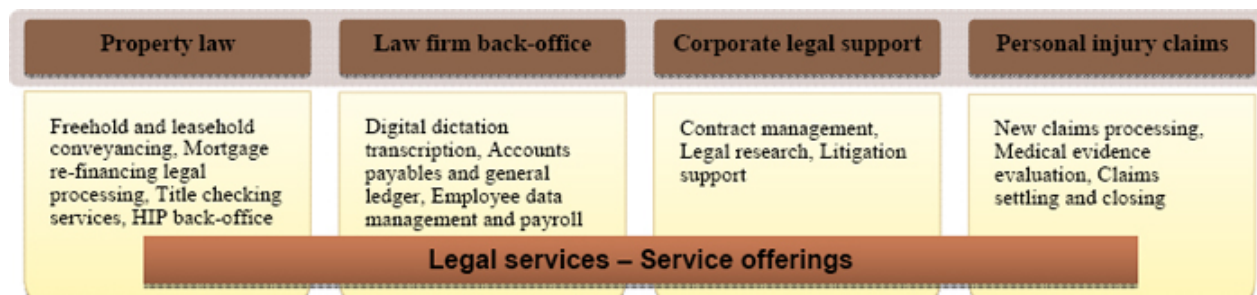 Property law
Law firm back-office
Corporate legal support
Personal injury claims
Freehold and leasehold
conveyancing, Mortgage
re-financing legal
processing, Title checking
services, HIP back-office
Digital dictation
transcription, Accounts
payables and general
ledger, Employee data
management and payroll
Contract management,
Legal research, Litigation
support
New claims processing,
Medical evidence
evaluation, Claims
settling and closing
Legal services – Service offerings